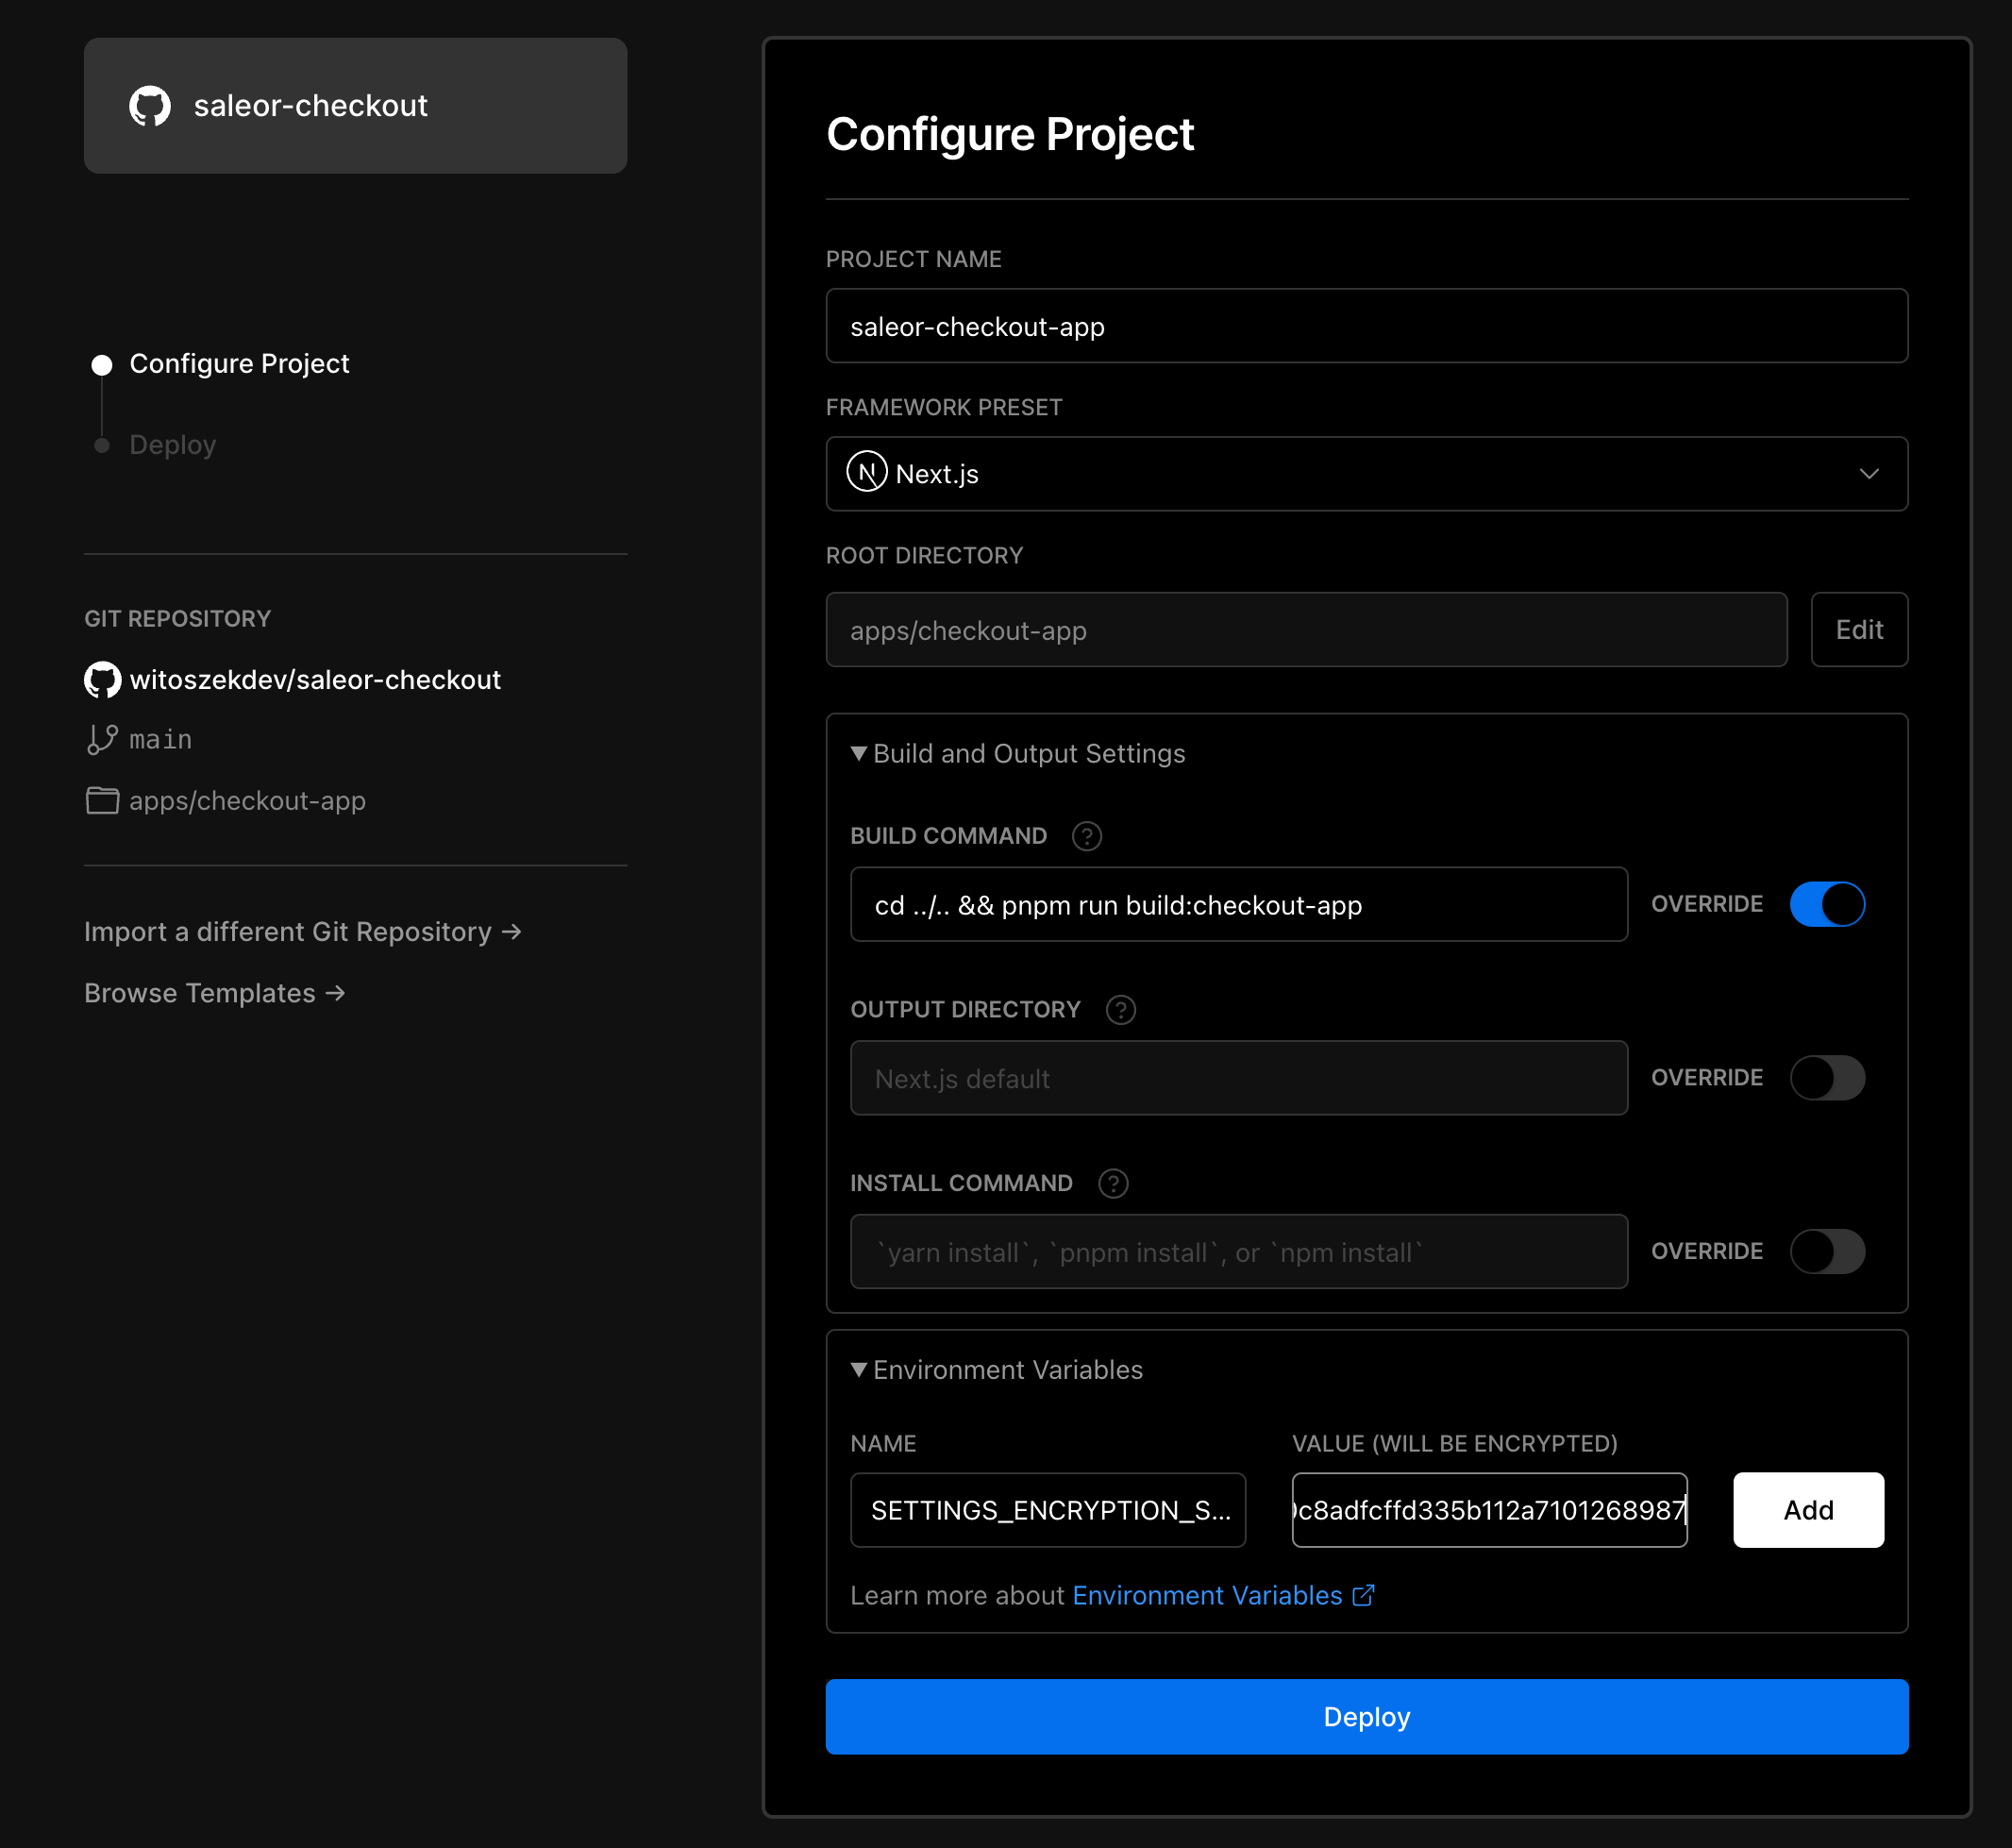 saleor-checkout
Configure Project
Deploy
GIT REPOSITORY
witoszekdev/saleor-checkout
main
apps/checkout-app
Import a different Git Repository →
Browse Templates →
Configure Project
PROJECT NAME
saleor-checkout-app
FRAMEWORK PRESET
N Next.js
ROOT DIRECTORY
apps/checkout-app
Edit
▼ Build and Output Settings
BUILD COMMAND ?
cd ../.. && pnpm run build:checkout-app
OVERRIDE
OUTPUT DIRECTORY ?
Next.js default
OVERRIDE
INSTALL COMMAND ?
`yarn install`, `pnpm install`, or `npm install`
OVERRIDE
▼ Environment Variables
NAME
VALUE (WILL BE ENCRYPTED)
SETTINGS_ENCRYPTION_S...
c8adfcffd335b112a7101268987
Add
Learn more about Environment Variables
Deploy